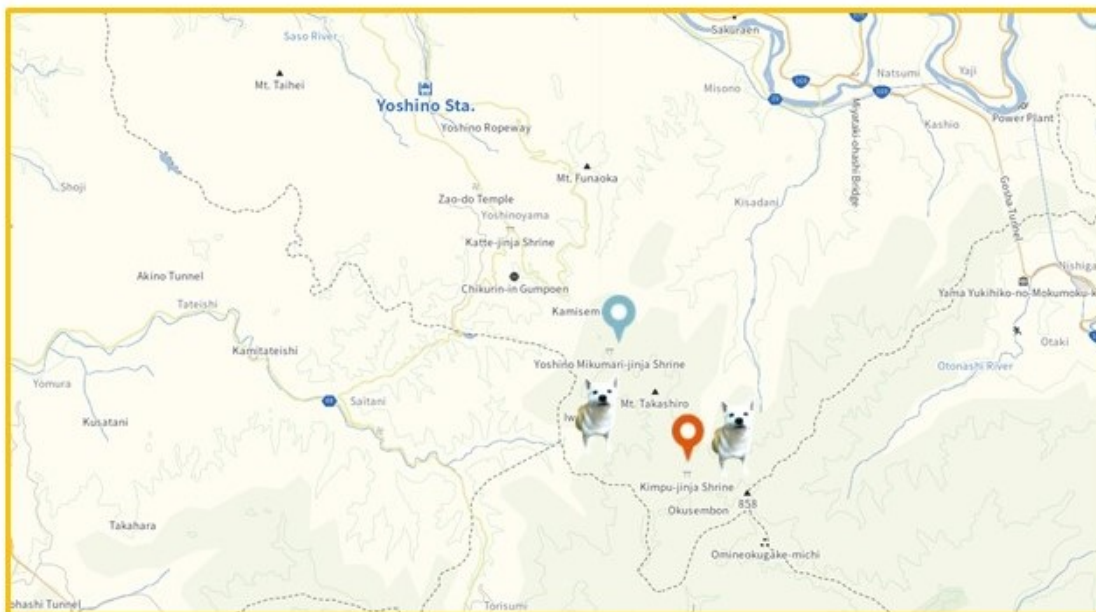 Sakuraen
Saso River
Mt. Taihei
Natsumi
Yaji
Misono
Yoshino Sta.
Power Plant
Kashio
Yoshino Ropeway
Miyataki-ohashi Bridge
Mt. Funaoka
Shoji
Zao-do Temple
Kisadani
Gosha Tunnel
Yoshinoyama
Katte-jinja Shrine
Nishiga
Akino Tunnel
Chikurin-in Gumpoen
Yama Yukihiko-no-Mokumoku-k
Tateishi
Kamisem
Kamitateishi
Otaki
Yoshino Mikumari-jinja Shrine
Otonashi River
Yomura
Saitani
Mt. Takashiro
Iw
Kusatani
Kimpu-jinja Shrine
858
Okusembon
Takahara
Omineokugake-michi
ohashi Tunnel
Torisumi